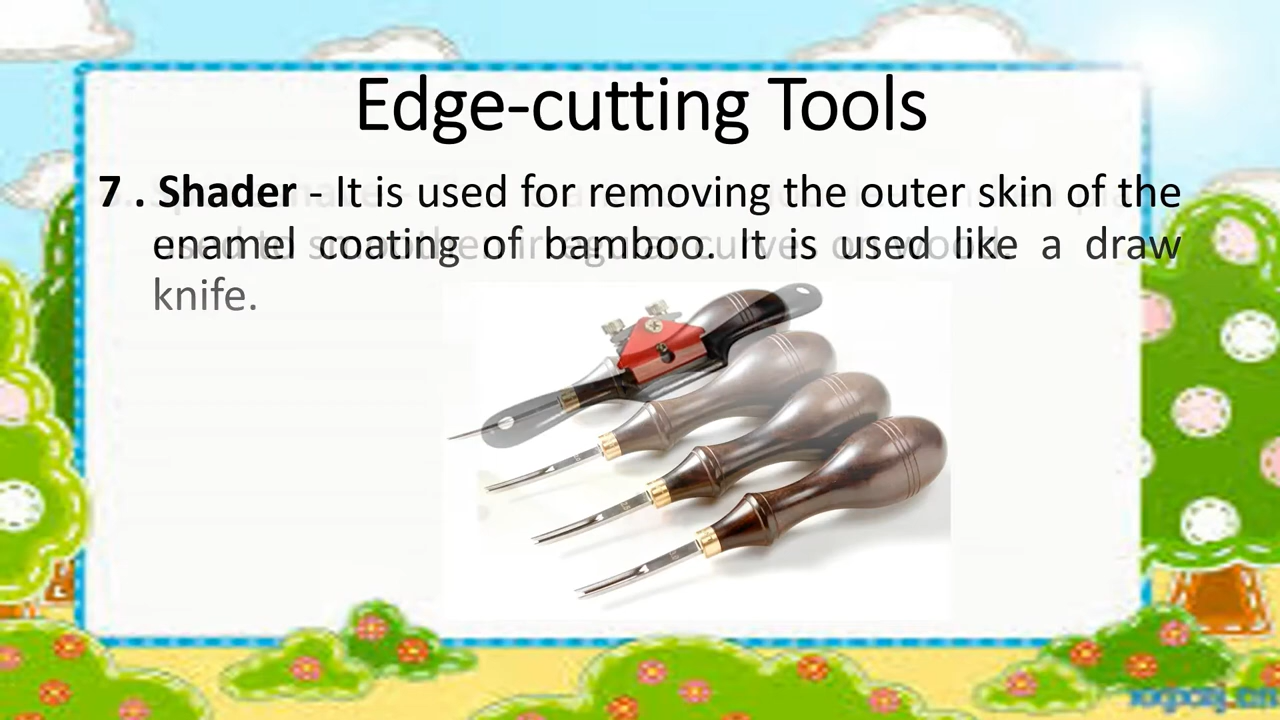 Edge-cutting Tools
7 . Shader - It is used for removing the outer skin of the
enamel coating of bamboo. It is used like a draw
knife.